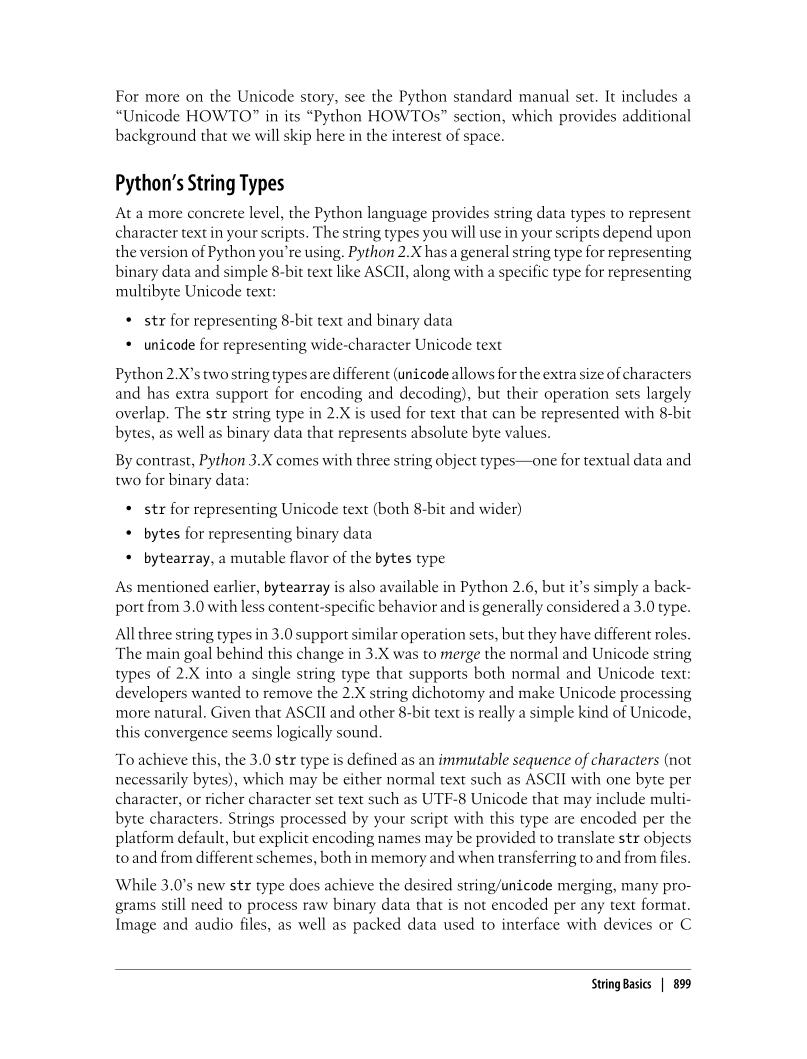 For more on the Unicode story, see the Python standard manual set. It includes a
“Unicode HOWTO” in its “Python HOWTOs” section, which provides additional
background that we will skip here in the interest of space.
Python’s String Types
At a more concrete level, the Python language provides string data types to represent
character text in your scripts. The string types you will use in your scripts depend upon
the version of Python you’re using. Python 2.X has a general string type for representing
binary data and simple 8-bit text like ASCII, along with a specific type for representing
multibyte Unicode text:
• str for representing 8-bit text and binary data
• unicode for representing wide-character Unicode text
Python 2.X’s two string types are different (unicode allows for the extra size of characters
and has extra support for encoding and decoding), but their operation sets largely
overlap. The str string type in 2.X is used for text that can be represented with 8-bit
bytes, as well as binary data that represents absolute byte values.
By contrast, Python 3.X comes with three string object types—one for textual data and
two for binary data:
• str for representing Unicode text (both 8-bit and wider)
• bytes for representing binary data
• bytearray, a mutable flavor of the bytes type
As mentioned earlier, bytearray is also available in Python 2.6, but it’s simply a back-
port from 3.0 with less content-specific behavior and is generally considered a 3.0 type.
All three string types in 3.0 support similar operation sets, but they have different roles.
The main goal behind this change in 3.X was to merge the normal and Unicode string
types of 2.X into a single string type that supports both normal and Unicode text:
developers wanted to remove the 2.X string dichotomy and make Unicode processing
more natural. Given that ASCII and other 8-bit text is really a simple kind of Unicode,
this convergence seems logically sound.
To achieve this, the 3.0 str type is defined as an immutable sequence of characters (not
necessarily bytes), which may be either normal text such as ASCII with one byte per
character, or richer character set text such as UTF-8 Unicode that may include multi-
byte characters. Strings processed by your script with this type are encoded per the
platform default, but explicit encoding names may be provided to translate str objects
to and from different schemes, both in memory and when transferring to and from files.
While 3.0’s new str type does achieve the desired string/unicode merging, many pro-
grams still need to process raw binary data that is not encoded per any text format.
Image and audio files, as well as packed data used to interface with devices or C
String Basics | 899